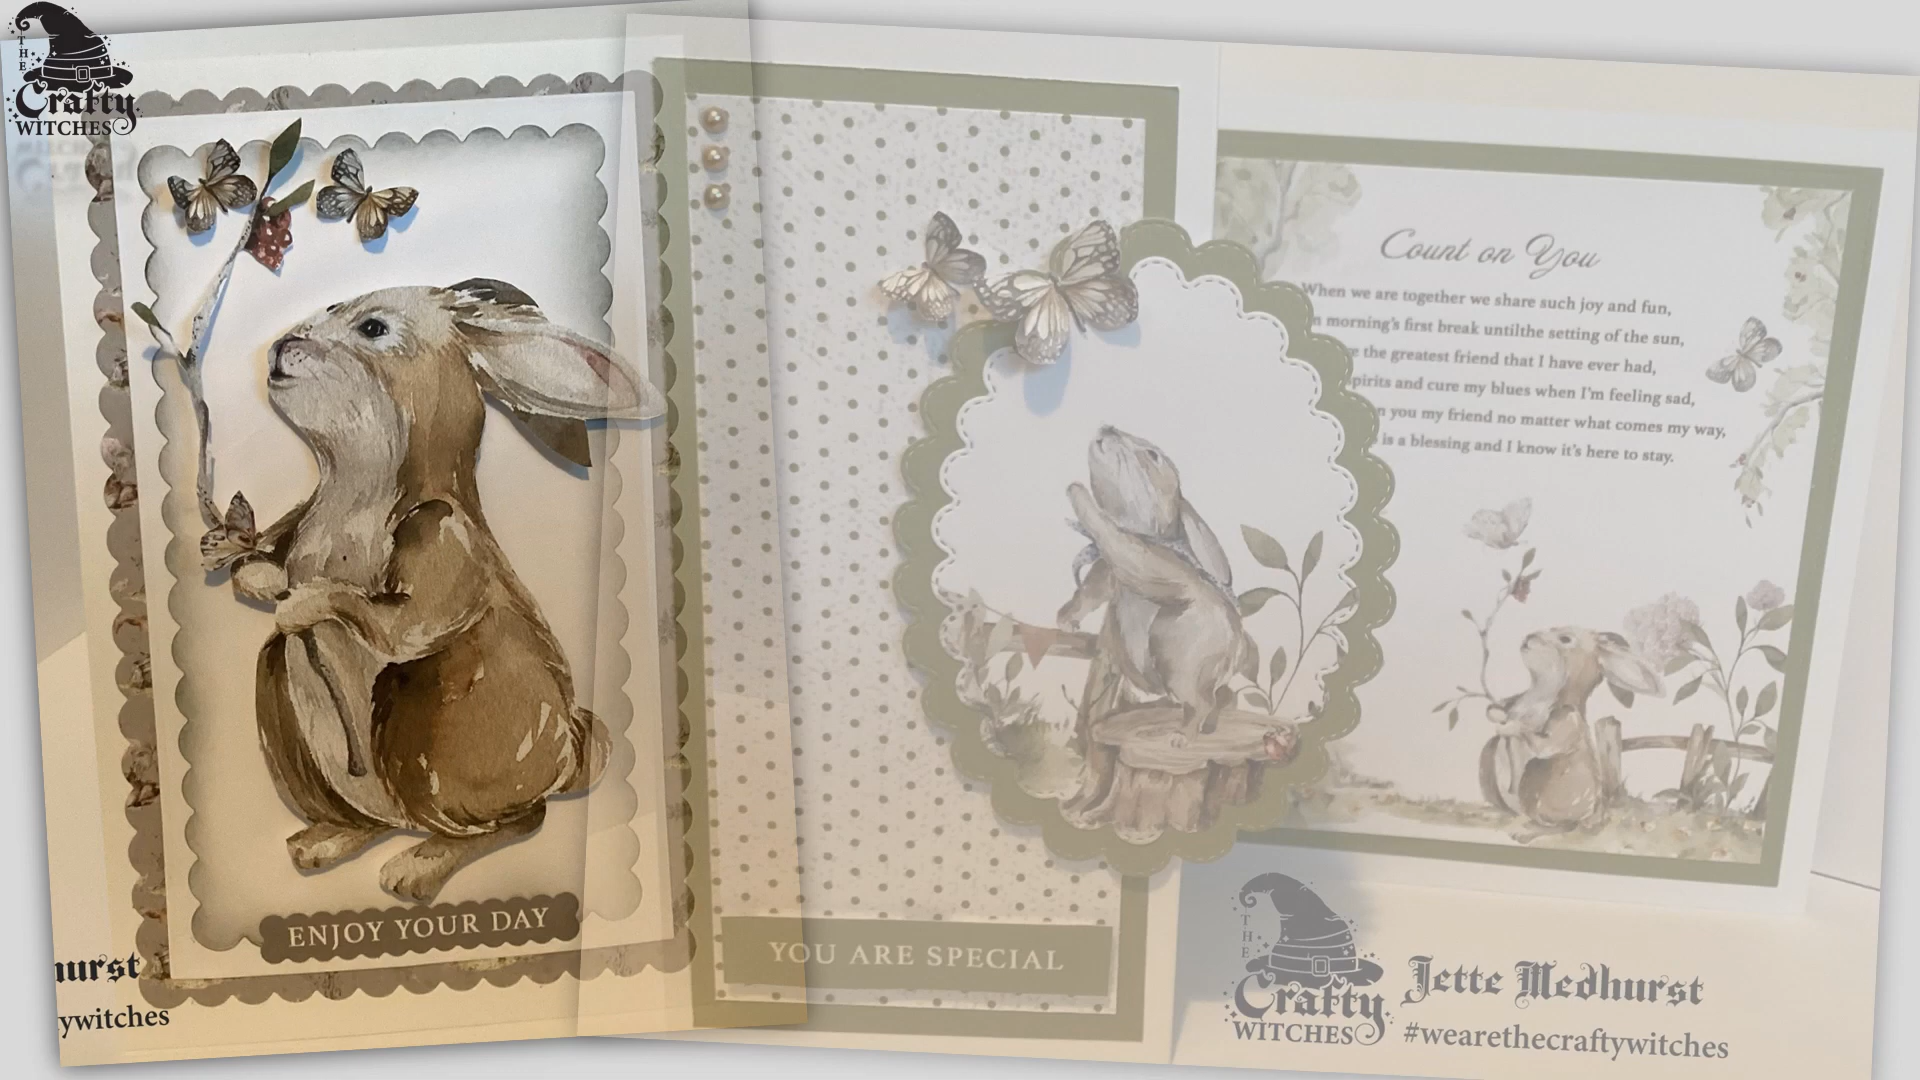 THE
Crafty
WITCHES
ENJOY YOUR DAY
hurst
ywitches
YOU ARE SPECIAL
Count on You
When we are together we share such joy and fun,
morning's first break untilthe setting of the sun,
the greatest friend that I have ever had,
pirits and cure my blues when I'm feeling sad,
n you my friend no matter what comes my way,
is a blessing and I know it's here to stay.
THE
Crafty
WITCHES
Jette Medhurst
#wearethecraftywitches